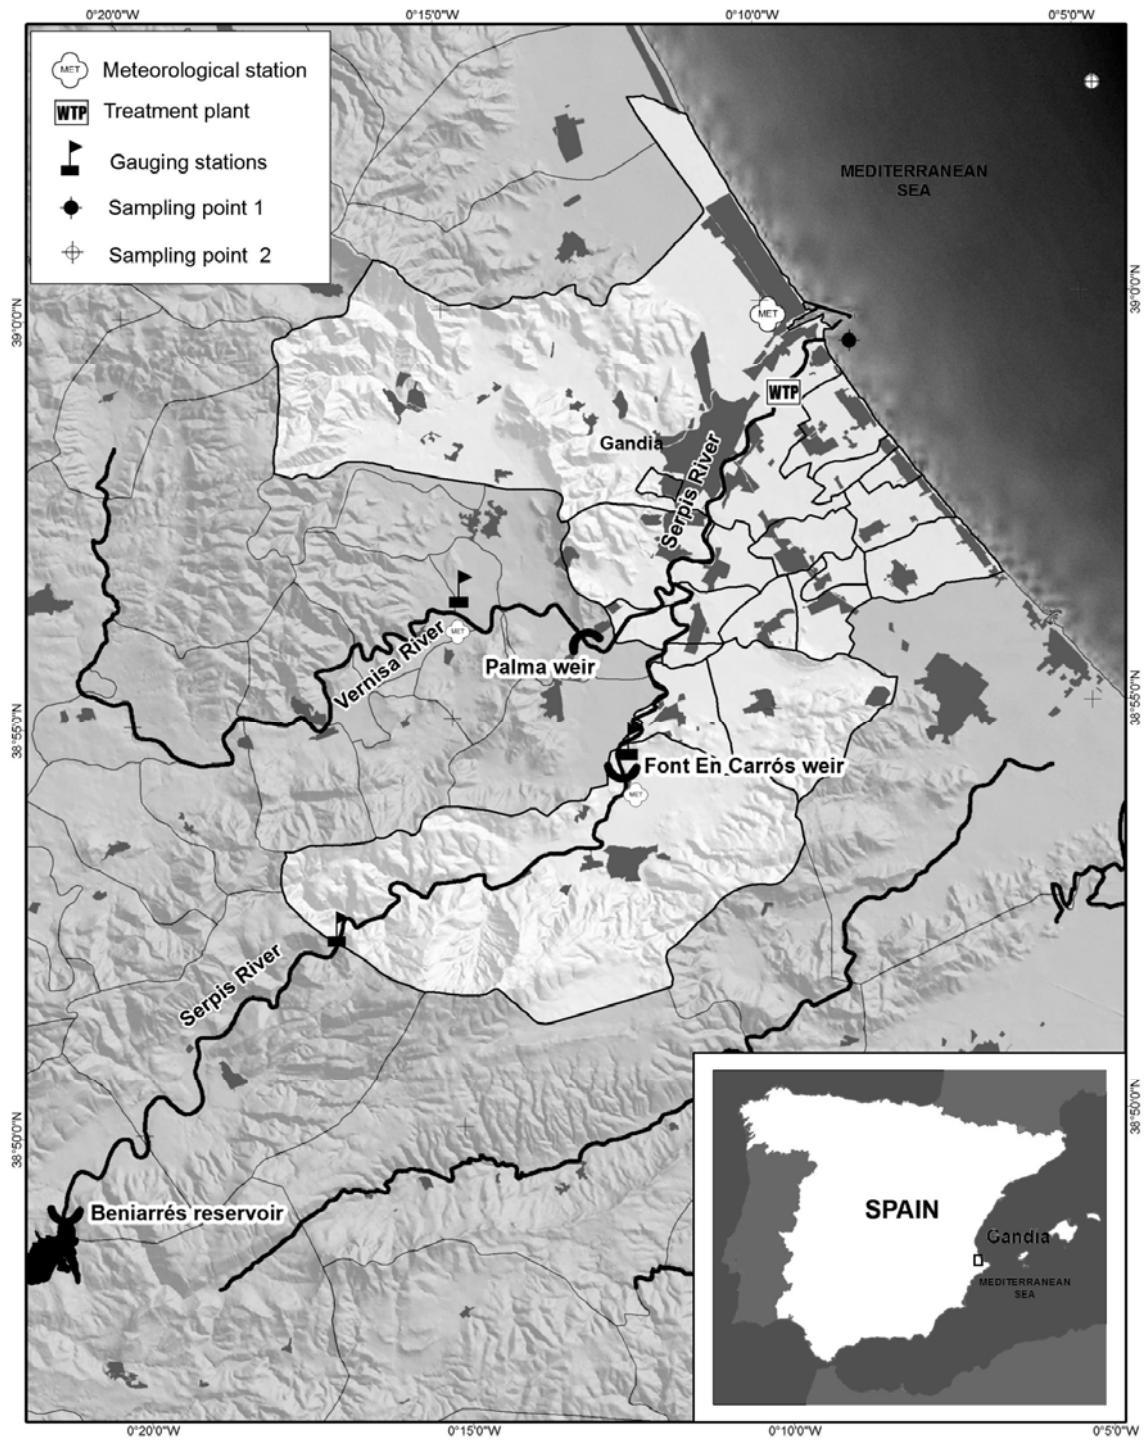 0°20'0"W
0°15'0"W
0°10'0"W
0°5'0"W
MET
Meteorological station
WTP
Treatment plant
Gauging stations
Sampling point 1
Sampling point 2
MEDITERRANEAN
SEA
39°0'0"N
39°0'0"N
MET
WTP
Gandia
Serpis River
MET
Vernisa River
Palma weir
38°55'0"N
38°55'0"N
Font En Carrós weir
MET
Serpis River
38°50'0"N
38°50'0"N
Beniarrés reservoir
SPAIN
Gandia
MEDITERRANEAN
SEA
0°20'0"W
0°15'0"W
0°10'0"W
0°5'0"W